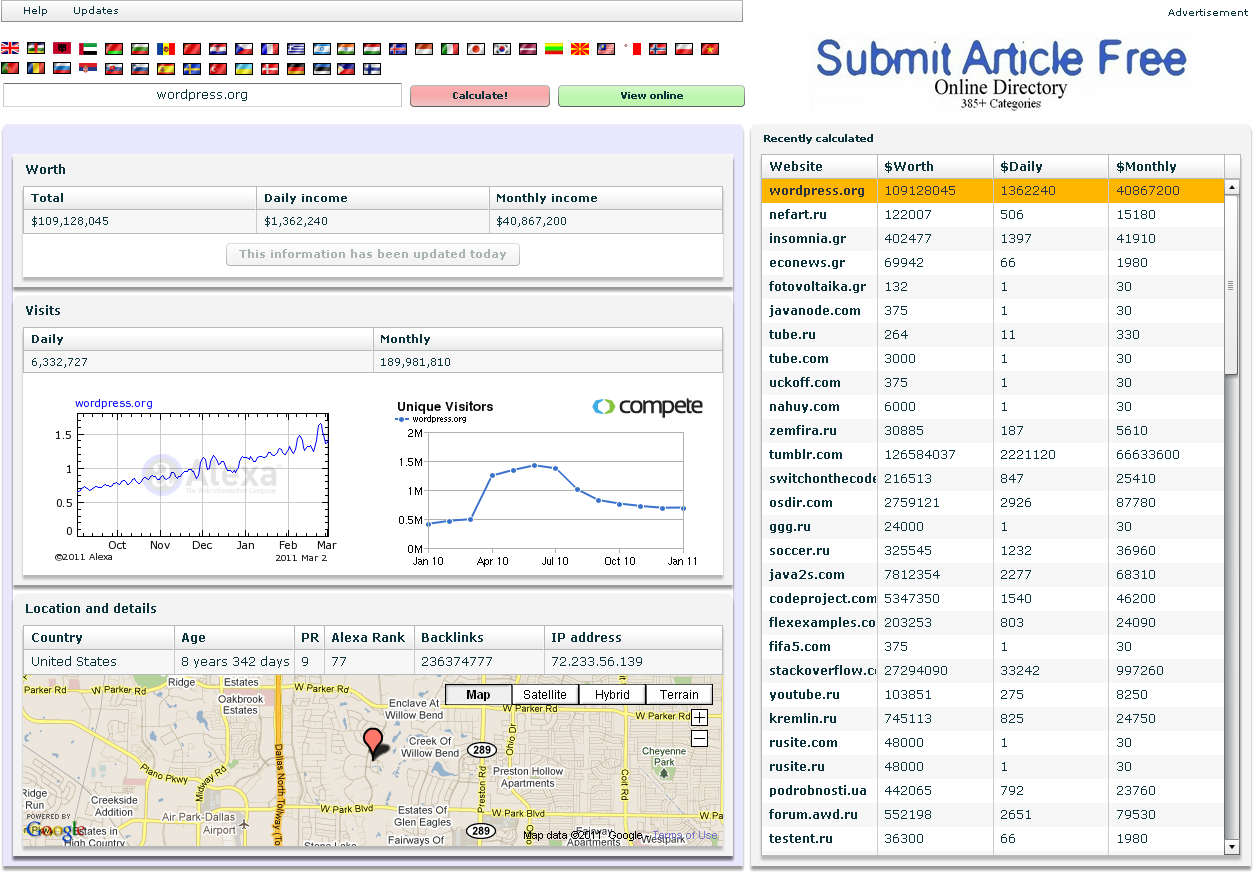 Help Updates
Advertisement
Submit Article Free
Online Directory
385+ Categories
wordpress.org Calculate! View online
Worth
Total Daily income Monthly income
$109,128,045 $1,362,240 $40,867,200
This information has been updated today
Visits
Daily Monthly
6,332,727 189,981,810
wordpress.org
1.5
1
0.5
0
Alexa
The Web Information Company
Oct Nov Dec Jan Feb Mar
©2011 Alexa 2011 Mar 2
Unique Visitors compete
wordpress.org
2M
1.5M
1M
0.5M
0M
Jan 10 Apr 10 Jul 10 Oct 10 Jan 11
Location and details
Country Age PR Alexa Rank Backlinks IP address
United States 8 years 342 days 9 77 236374777 72.233.56.139
Map Satellite Hybrid Terrain
Parker Rd
W Parker Rd
Ridge
Estates
Oakbrook
Estates
W Parker Rd
Enclave At
Willow Bend
W Parker Rd
W Parker Rd
Creek Of
Willow Bend
289
Ohio Dr
Cheyenne
Park
Plano Pkwy
Midway Rd
Dallas North Tollway (To
Preston Rd
Preston Hollow
Apartments
Coit Rd
Ridge
Run
Creekside
Addition
W Park Blvd
Estates Of
Glen Eagles
W Park Blvd
W Pa
Air Park-Dallas
Airport
289
POWERED BY
Google
Estates in
High Country
Stone Lake
Fairways Of
Fairway
Apartments
Westpark
Map data ©2011 Google - Terms of Use
Recently calculated
Website $Worth $Daily $Monthly
wordpress.org 109128045 1362240 40867200
nefart.ru 122007 506 15180
insomnia.gr 402477 1397 41910
econews.gr 69942 66 1980
fotovoltaika.gr 132 1 30
javanode.com 375 1 30
tube.ru 264 11 330
tube.com 3000 1 30
uckoff.com 375 1 30
nahuy.com 6000 1 30
zemfira.ru 30885 187 5610
tumblr.com 126584037 2221120 66633600
switchonthecode 216513 847 25410
osdir.com 2759121 2926 87780
ggg.ru 24000 1 30
soccer.ru 325545 1232 36960
java2s.com 7812354 2277 68310
codeproject.com 5347350 1540 46200
flexexamples.co 203253 803 24090
fifa5.com 375 1 30
stackoverflow.c 27294090 33242 997260
youtube.ru 103851 275 8250
kremlin.ru 745113 825 24750
rusite.com 48000 1 30
rusite.ru 48000 1 30
podrobnosti.ua 442065 792 23760
forum.awd.ru 552198 2651 79530
testent.ru 36300 66 1980